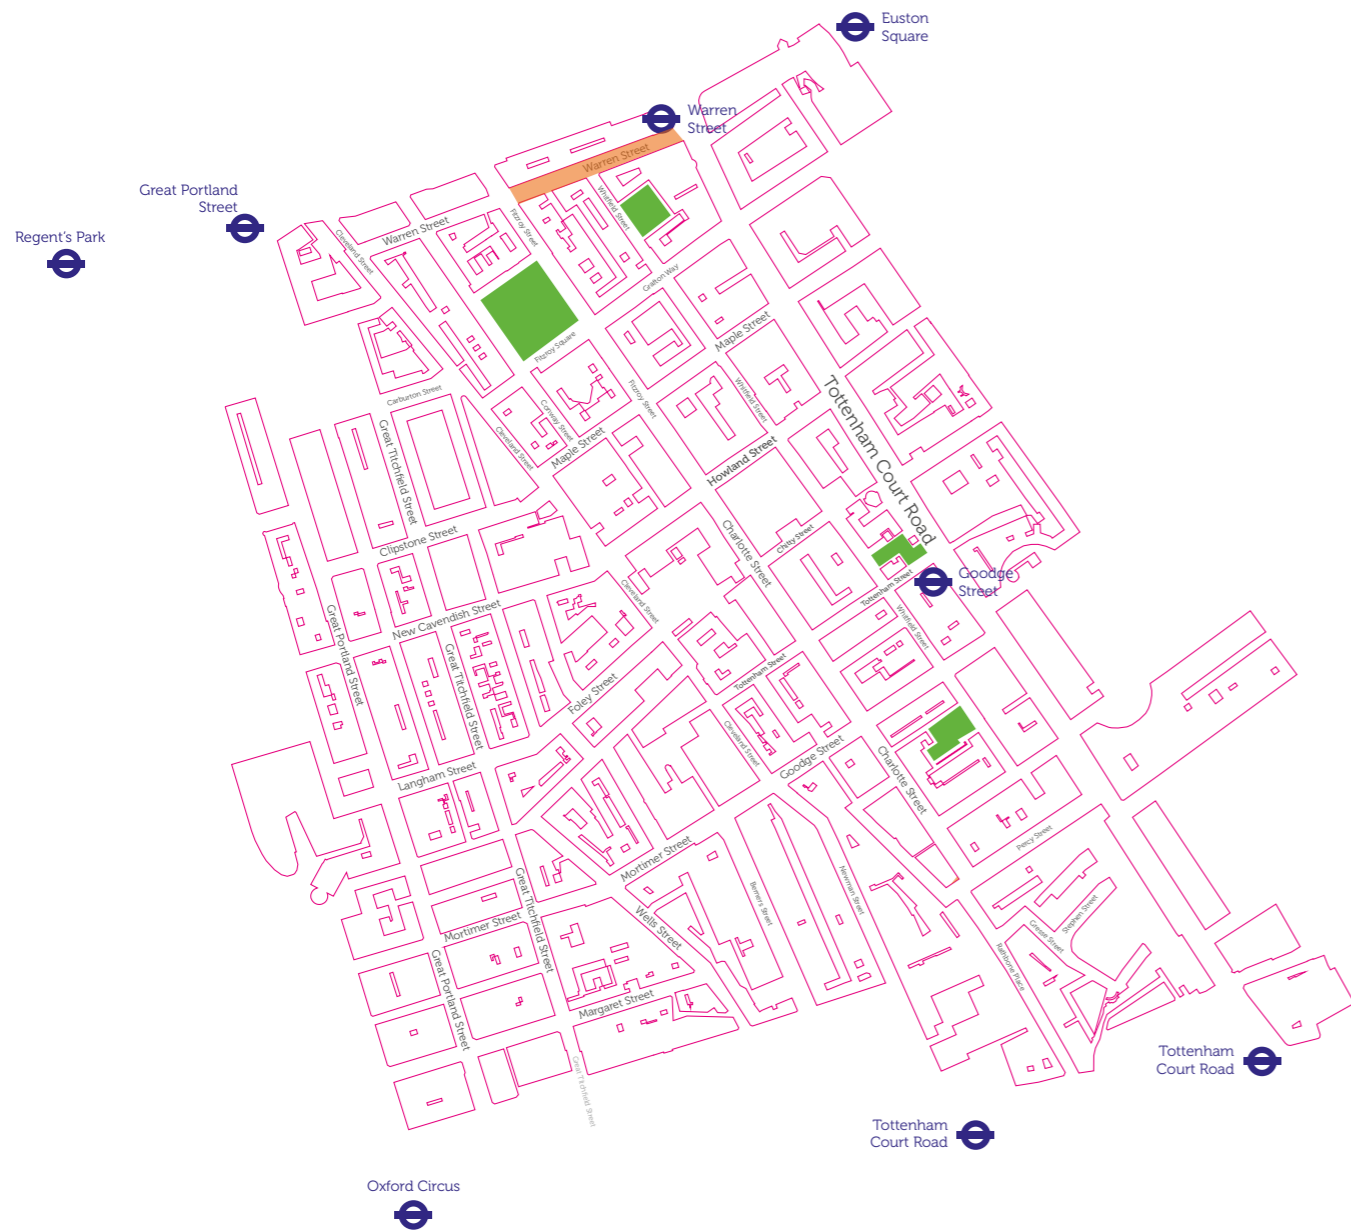 Euston
Square
Warren
Street
Warren Street
Great Portland
Street
Regent's Park
Whitfield Street
Fitzroy Street
Warren Street
Cleveland Street
Grafton Way
Maple Street
Fitzroy Square
Carburton Street
Fitzroy Street
Whitfield Street
Tottenham Court Road
Conway Street
Cleveland Street
Maple Street
Great Titchfield Street
Howland Street
Clipstone Street
Charlotte Street
Chitty Street
Tottenham Street
Goodge
Street
Cleveland Street
New Cavendish Street
Whitfield Street
Great Portland Street
Great Titchfield Street
Foley Street
Tottenham Street
Cleveland Street
Goodge Street
Charlotte Street
Langham Street
Percy Street
Mortimer Street
Newman Street
Berners Street
Great Titchfield Street
Mortimer Street
Wells Street
Stephen Street
Gresse Street
Rathbone Place
Great Portland Street
Margaret Street
Great Titchfield Street
Tottenham
Court Road
Tottenham
Court Road
Oxford Circus